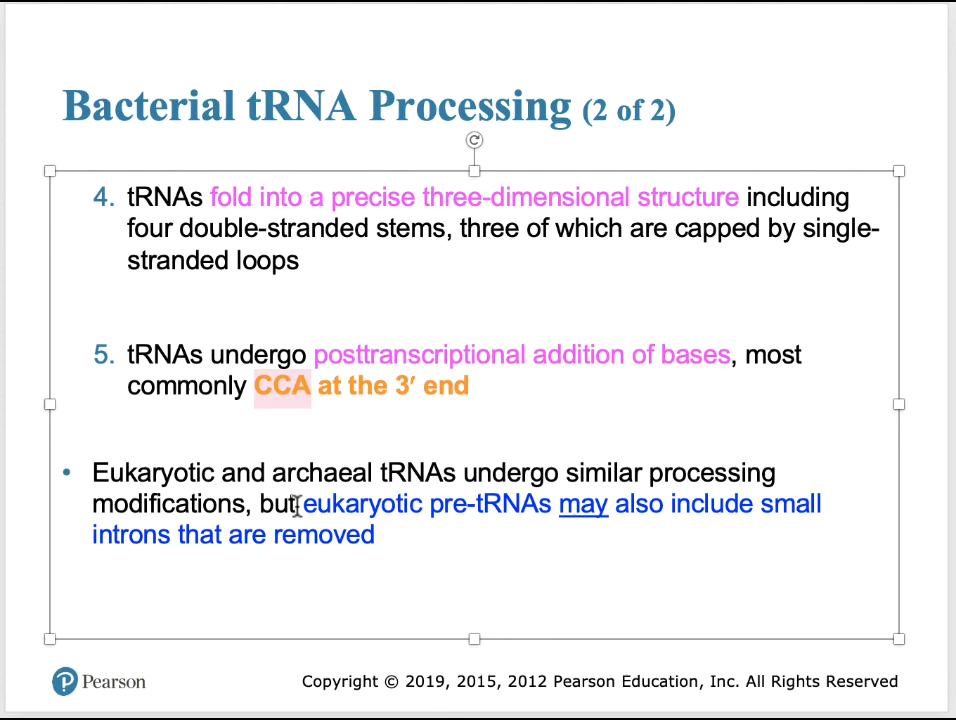 Bacterial tRNA Processing (2 of 2)
4. tRNAs fold into a precise three-dimensional structure including
four double-stranded stems, three of which are capped by single-
stranded loops
5. tRNAs undergo posttranscriptional addition of bases, most
commonly CCA at the 3′ end
• Eukaryotic and archaeal tRNAs undergo similar processing
modifications, but eukaryotic pre-tRNAs may also include small
introns that are removed
Pearson
Copyright © 2019, 2015, 2012 Pearson Education, Inc. All Rights Reserved